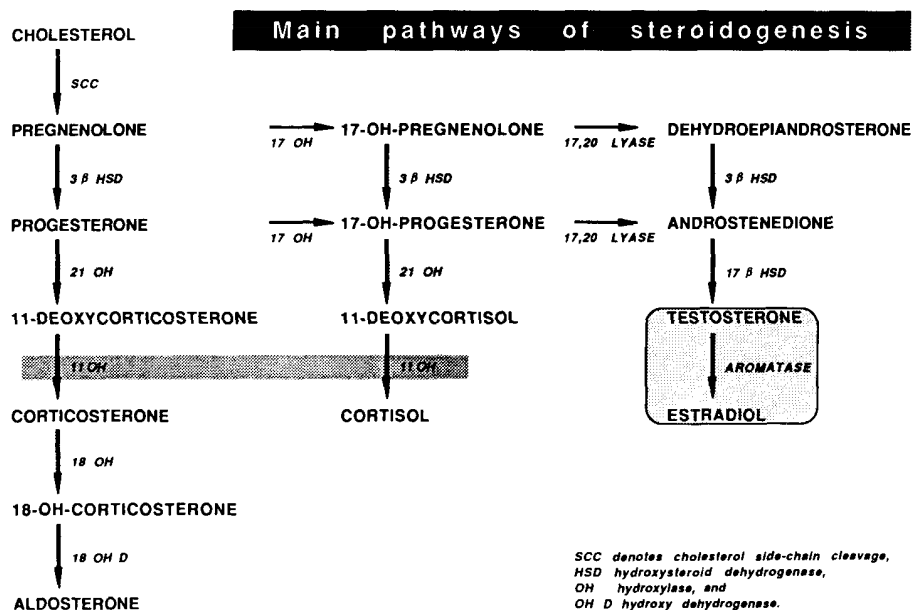 CHOLESTEROL
Main pathways of steroidogenesis
SCC
PREGNENOLONE
17 OH
17-OH-PREGNENOLONE
17,20 LYASE
DEHYDROEPIANDROSTERONE
3 β HSD
3 β HSD
3 β HSD
PROGESTERONE
17 OH
17-OH-PROGESTERONE
17,20 LYASE
ANDROSTENEDIONE
21 OH
21 OH
17 β HSD
11-DEOXYCORTICOSTERONE
11-DEOXYCORTISOL
TESTOSTERONE
11 OH
11 OH
AROMATASE
CORTICOSTERONE
CORTISOL
ESTRADIOL
18 OH
18-OH-CORTICOSTERONE
18 OH D
ALDOSTERONE
SCC denotes cholesterol side-chain cleavage,
HSD hydroxysteroid dehydrogenase,
OH hydroxylase, and
OH D hydroxy dehydrogenase.